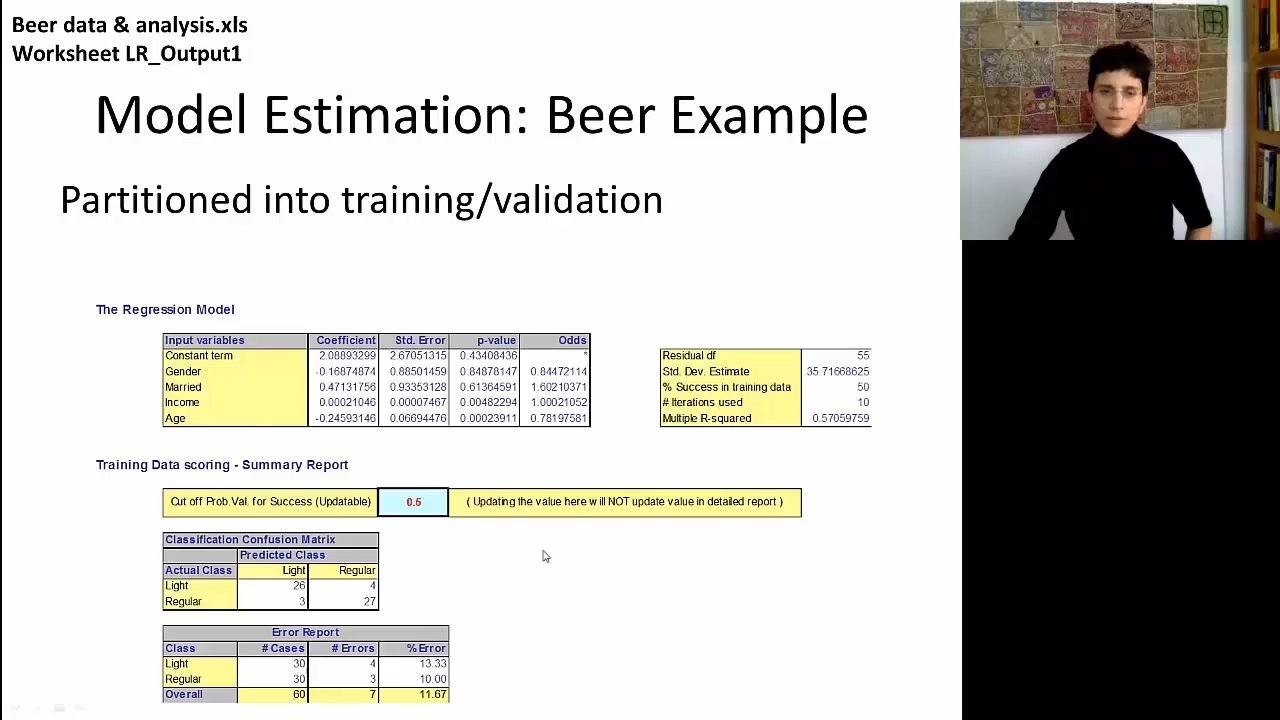 Beer data & analysis.xls
Worksheet LR_Output1
Model Estimation: Beer Example
Partitioned into training/validation
The Regression Model
Input variables Coefficient Std. Error p-value Odds
Constant term 2.08893299 2.67051315 0.43408436 *
Gender -0.16874874 0.88501459 0.84878147 0.84472114
Married 0.47131756 0.93353128 0.61364591 1.60210371
Income 0.00021046 0.00007467 0.00482294 1.00021052
Age -0.24593146 0.06694476 0.00023911 0.78197581
Residual df 55
Std. Dev. Estimate 35.71668625
% Success in training data 50
# Iterations used 10
Multiple R-squared 0.57059759
Training Data scoring - Summary Report
Cut off Prob.Val. for Success (Updatable) 0.5 ( Updating the value here will NOT update value in detailed report )
Classification Confusion Matrix
Predicted Class
Actual Class Light Regular
Light 26 4
Regular 3 27
Error Report
Class # Cases # Errors % Error
Light 30 4 13.33
Regular 30 3 10.00
Overall 60 7 11.67